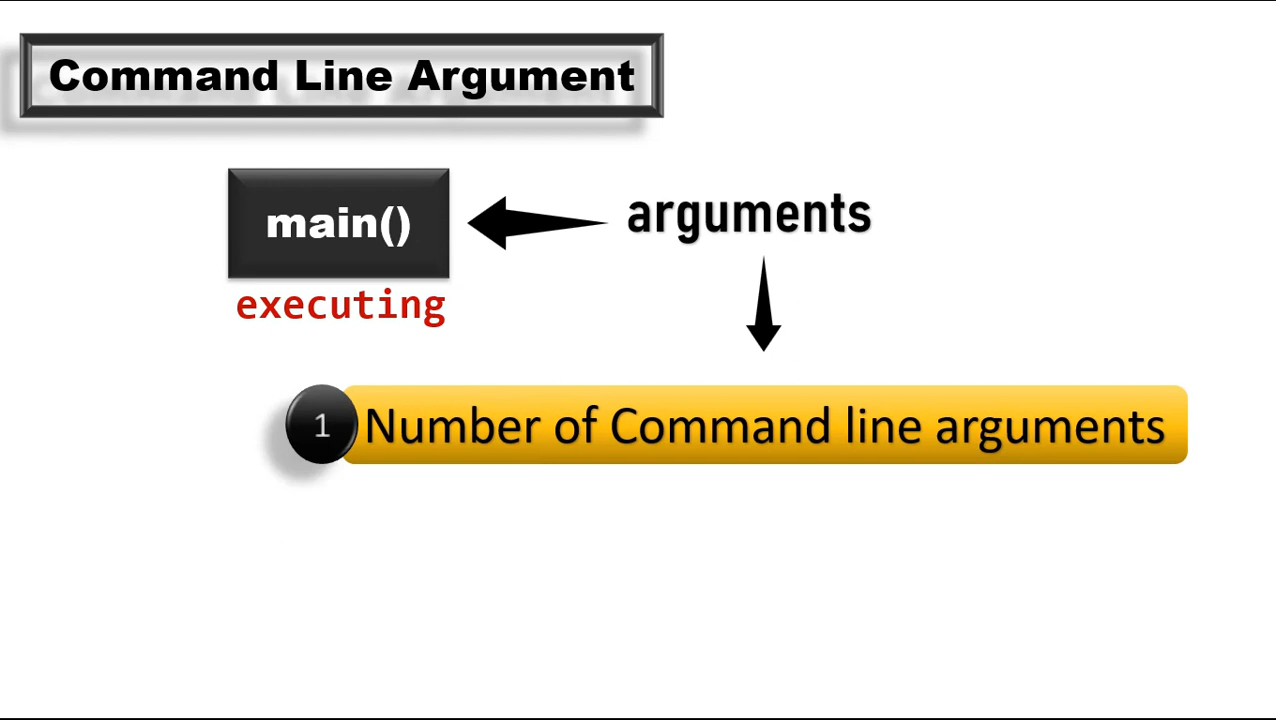 Command Line Argument
main()
arguments
executing
1 Number of Command line arguments